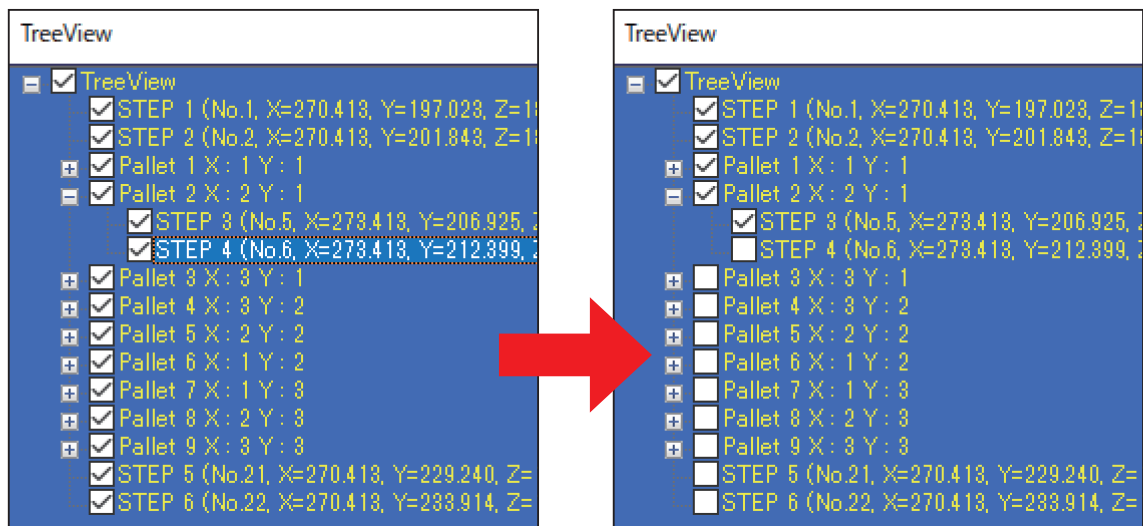 TreeView
TreeView
STEP 1 (No.1, X=270.413, Y=197.023, Z=18
STEP 2 (No.2, X=270.413, Y=201.843, Z=18
Pallet 1 X : 1 Y : 1
Pallet 2 X : 2 Y : 1
STEP 3 (No.5, X=273.413, Y=206.925,
STEP 4 (No.6, X=273.413, Y=212.399,
Pallet 3 X : 3 Y : 1
Pallet 4 X : 3 Y : 2
Pallet 5 X : 2 Y : 2
Pallet 6 X : 1 Y : 2
Pallet 7 X : 1 Y : 3
Pallet 8 X : 2 Y : 3
Pallet 9 X : 3 Y : 3
STEP 5 (No.21, X=270.413, Y=229.240, Z=
STEP 6 (No.22, X=270.413, Y=233.914, Z=
TreeView
TreeView
STEP 1 (No.1, X=270.413, Y=197.023, Z=18
STEP 2 (No.2, X=270.413, Y=201.843, Z=18
Pallet 1 X : 1 Y : 1
Pallet 2 X : 2 Y : 1
STEP 3 (No.5, X=273.413, Y=206.925,
STEP 4 (No.6, X=273.413, Y=212.399,
Pallet 3 X : 3 Y : 1
Pallet 4 X : 3 Y : 2
Pallet 5 X : 2 Y : 2
Pallet 6 X : 1 Y : 2
Pallet 7 X : 1 Y : 3
Pallet 8 X : 2 Y : 3
Pallet 9 X : 3 Y : 3
STEP 5 (No.21, X=270.413, Y=229.240, Z=
STEP 6 (No.22, X=270.413, Y=233.914, Z=